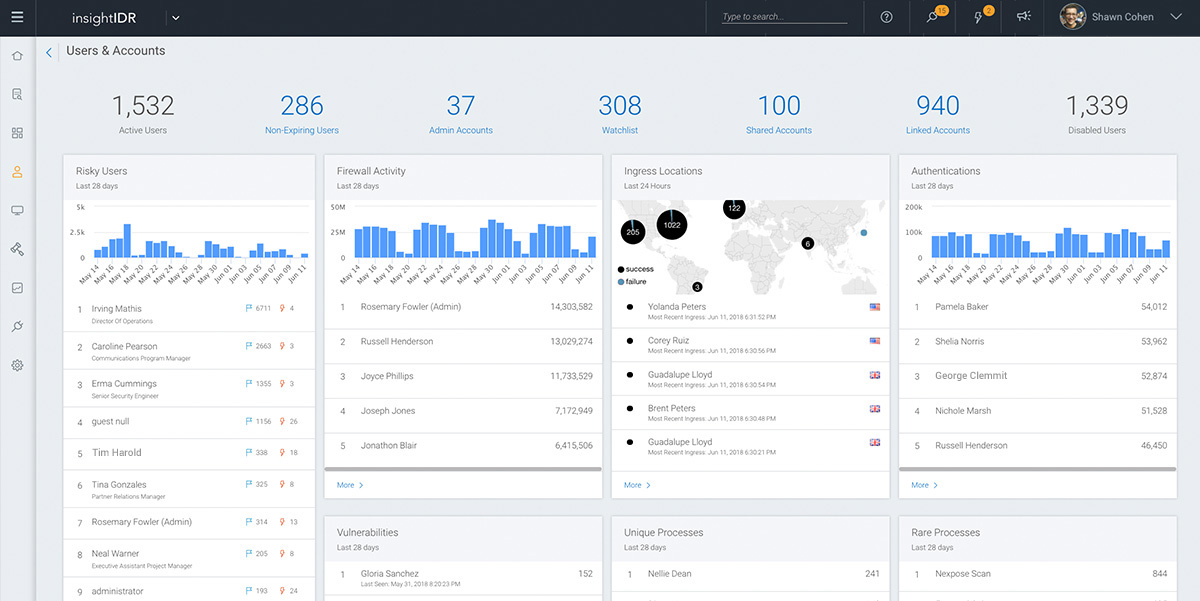 insightIDR
Type to search...
15
2
Shawn Cohen
Users & Accounts
1,532
Active Users
286
Non-Expiring Users
37
Admin Accounts
308
Watchlist
100
Shared Accounts
940
Linked Accounts
1,339
Disabled Users
Risky Users
Last 28 days
5k
2.5k
0
May 14
May 16
May 18
May 20
May 22
May 24
May 26
May 28
May 30
Jun 01
Jun 03
Jun 05
Jun 07
Jun 09
Jun 11
1 Irving Mathis 6711 4
Director Of Operations
2 Caroline Pearson 2663 3
Communications Program Manager
3 Erma Cummings 1355 3
Senior Security Engineer
4 guest null 1156 26
5 Tim Harold 338 18
6 Tina Gonzales 325 8
Partner Relations Manager
7 Rosemary Fowler (Admin) 314 13
8 Neal Warner 205 8
Executive Assistant Project Manager
9 administrator 193 24
Firewall Activity
Last 28 days
50M
25M
0
May 14
May 16
May 18
May 20
May 22
May 24
May 26
May 28
May 30
Jun 01
Jun 03
Jun 05
Jun 07
Jun 09
Jun 11
1 Rosemary Fowler (Admin) 14,303,582
2 Russell Henderson 13,029,274
3 Joyce Phillips 11,733,529
4 Joseph Jones 7,172,949
5 Jonathon Blair 6,415,506
More
Ingress Locations
Last 24 Hours
205
1022
122
6
3
success
failure
Yolanda Peters
Most Recent Ingress: Jun 11, 2018 6:31:52 PM
Corey Ruiz
Most Recent Ingress: Jun 11, 2018 6:30:56 PM
Guadalupe Lloyd
Most Recent Ingress: Jun 11, 2018 6:30:54 PM
Brent Peters
Most Recent Ingress: Jun 11, 2018 6:30:48 PM
Guadalupe Lloyd
Most Recent Ingress: Jun 11, 2018 6:30:21 PM
More
Authentications
Last 28 days
200k
100k
0
May 14
May 16
May 18
May 20
May 22
May 24
May 26
May 28
May 30
Jun 01
Jun 03
Jun 05
Jun 07
Jun 09
Jun 11
1 Pamela Baker 54,012
2 Shelia Norris 53,962
3 George Clemmit 52,874
4 Nichole Marsh 51,528
5 Russell Henderson 46,450
More
Vulnerabilities
Last 28 days
1 Gloria Sanchez 152
Last Seen: May 31, 2018 8:20:23 PM
Unique Processes
Last 28 days
1 Nellie Dean 241
Rare Processes
Last 28 days
1 Nexpose Scan 844